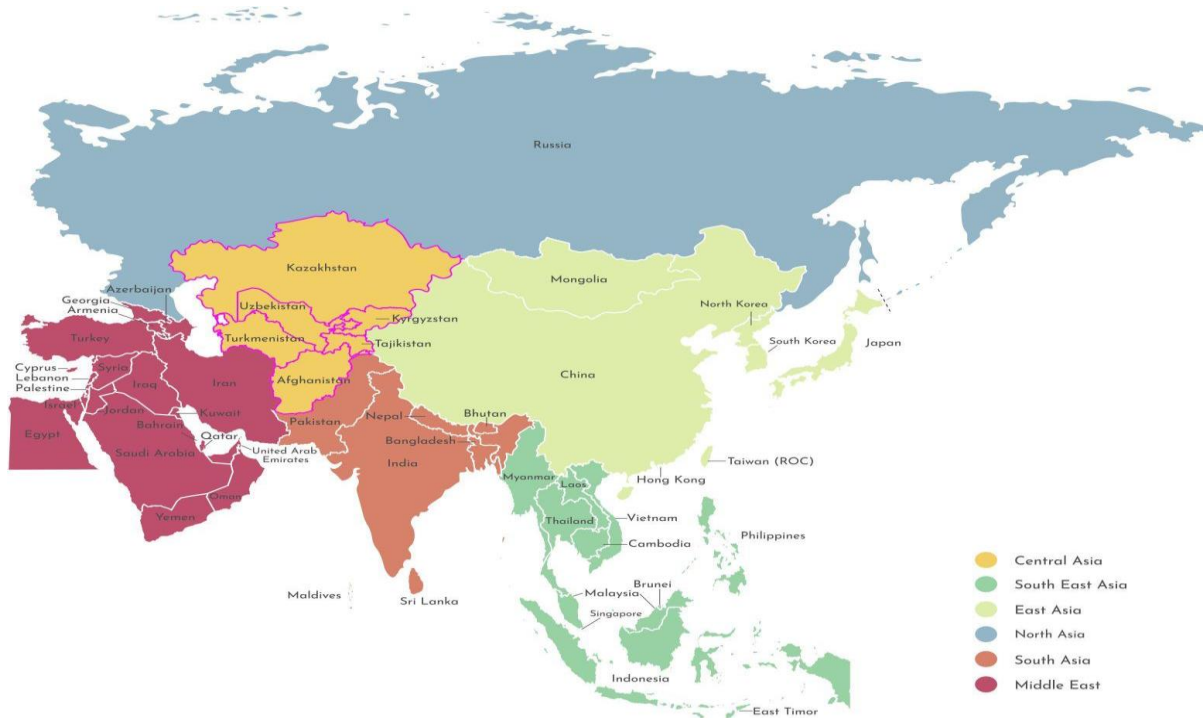 Russia
Kazakhstan
Mongolia
Azerbaijan
Georgia
Armenia
Uzbekistan
Kyrgyzstan
North Korea
Turkey
Turkmenistan
Tajikistan
South Korea
Japan
Cyprus
Syria
Lebanon
Iraq
Iran
Afghanistan
China
Palestine
Israel
Jordan
Kuwait
Pakistan
Nepal
Bhutan
Egypt
Bahrain
Qatar
Bangladesh
Saudi Arabia
United Arab
Emirates
India
Taiwan (ROC)
Hong Kong
Myanmar
Laos
Oman
Yemen
Thailand
Vietnam
Cambodia
Philippines
Maldives
Sri Lanka
Malaysia
Brunei
Singapore
Indonesia
East Timor
Central Asia
South East Asia
East Asia
North Asia
South Asia
Middle East